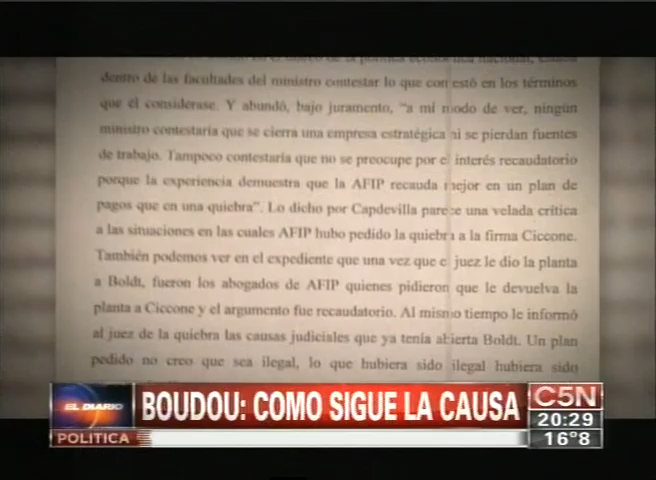 de la política económica nacional,
dentro de las facultades del ministro contestar lo que contestó en los términos
que él considerase. Y abundó, bajo juramento, "a mi modo de ver, ningún
ministro contestaría que se cierra una empresa estratégica ni se pierdan fuentes
de trabajo. Tampoco contestaría que no se preocupe por el interés recaudatorio
porque la experiencia demuestra que la AFIP recauda mejor en un plan de
pagos que en una quiebra". Lo dicho por Capdevilla parece una velada crítica
a las situaciones en las cuales AFIP hubo pedido la quiebra a la firma Ciccone.
También podemos ver en el expediente que una vez que el juez le dio la planta
a Boldt, fueron los abogados de AFIP quienes pidieron que le devuelva la
planta a Ciccone y el argumento fue recaudatorio. Al mismo tiempo le informó
al juez de la quiebra las causas judiciales que ya tenía abierta Boldt. Un plan
pedido no creo que sea ilegal, lo que hubiera sido ilegal hubiera sido
EL DIARIO
BOUDOU: COMO SIGUE LA CAUSA
C5N
20:29
POLITICA
16°8